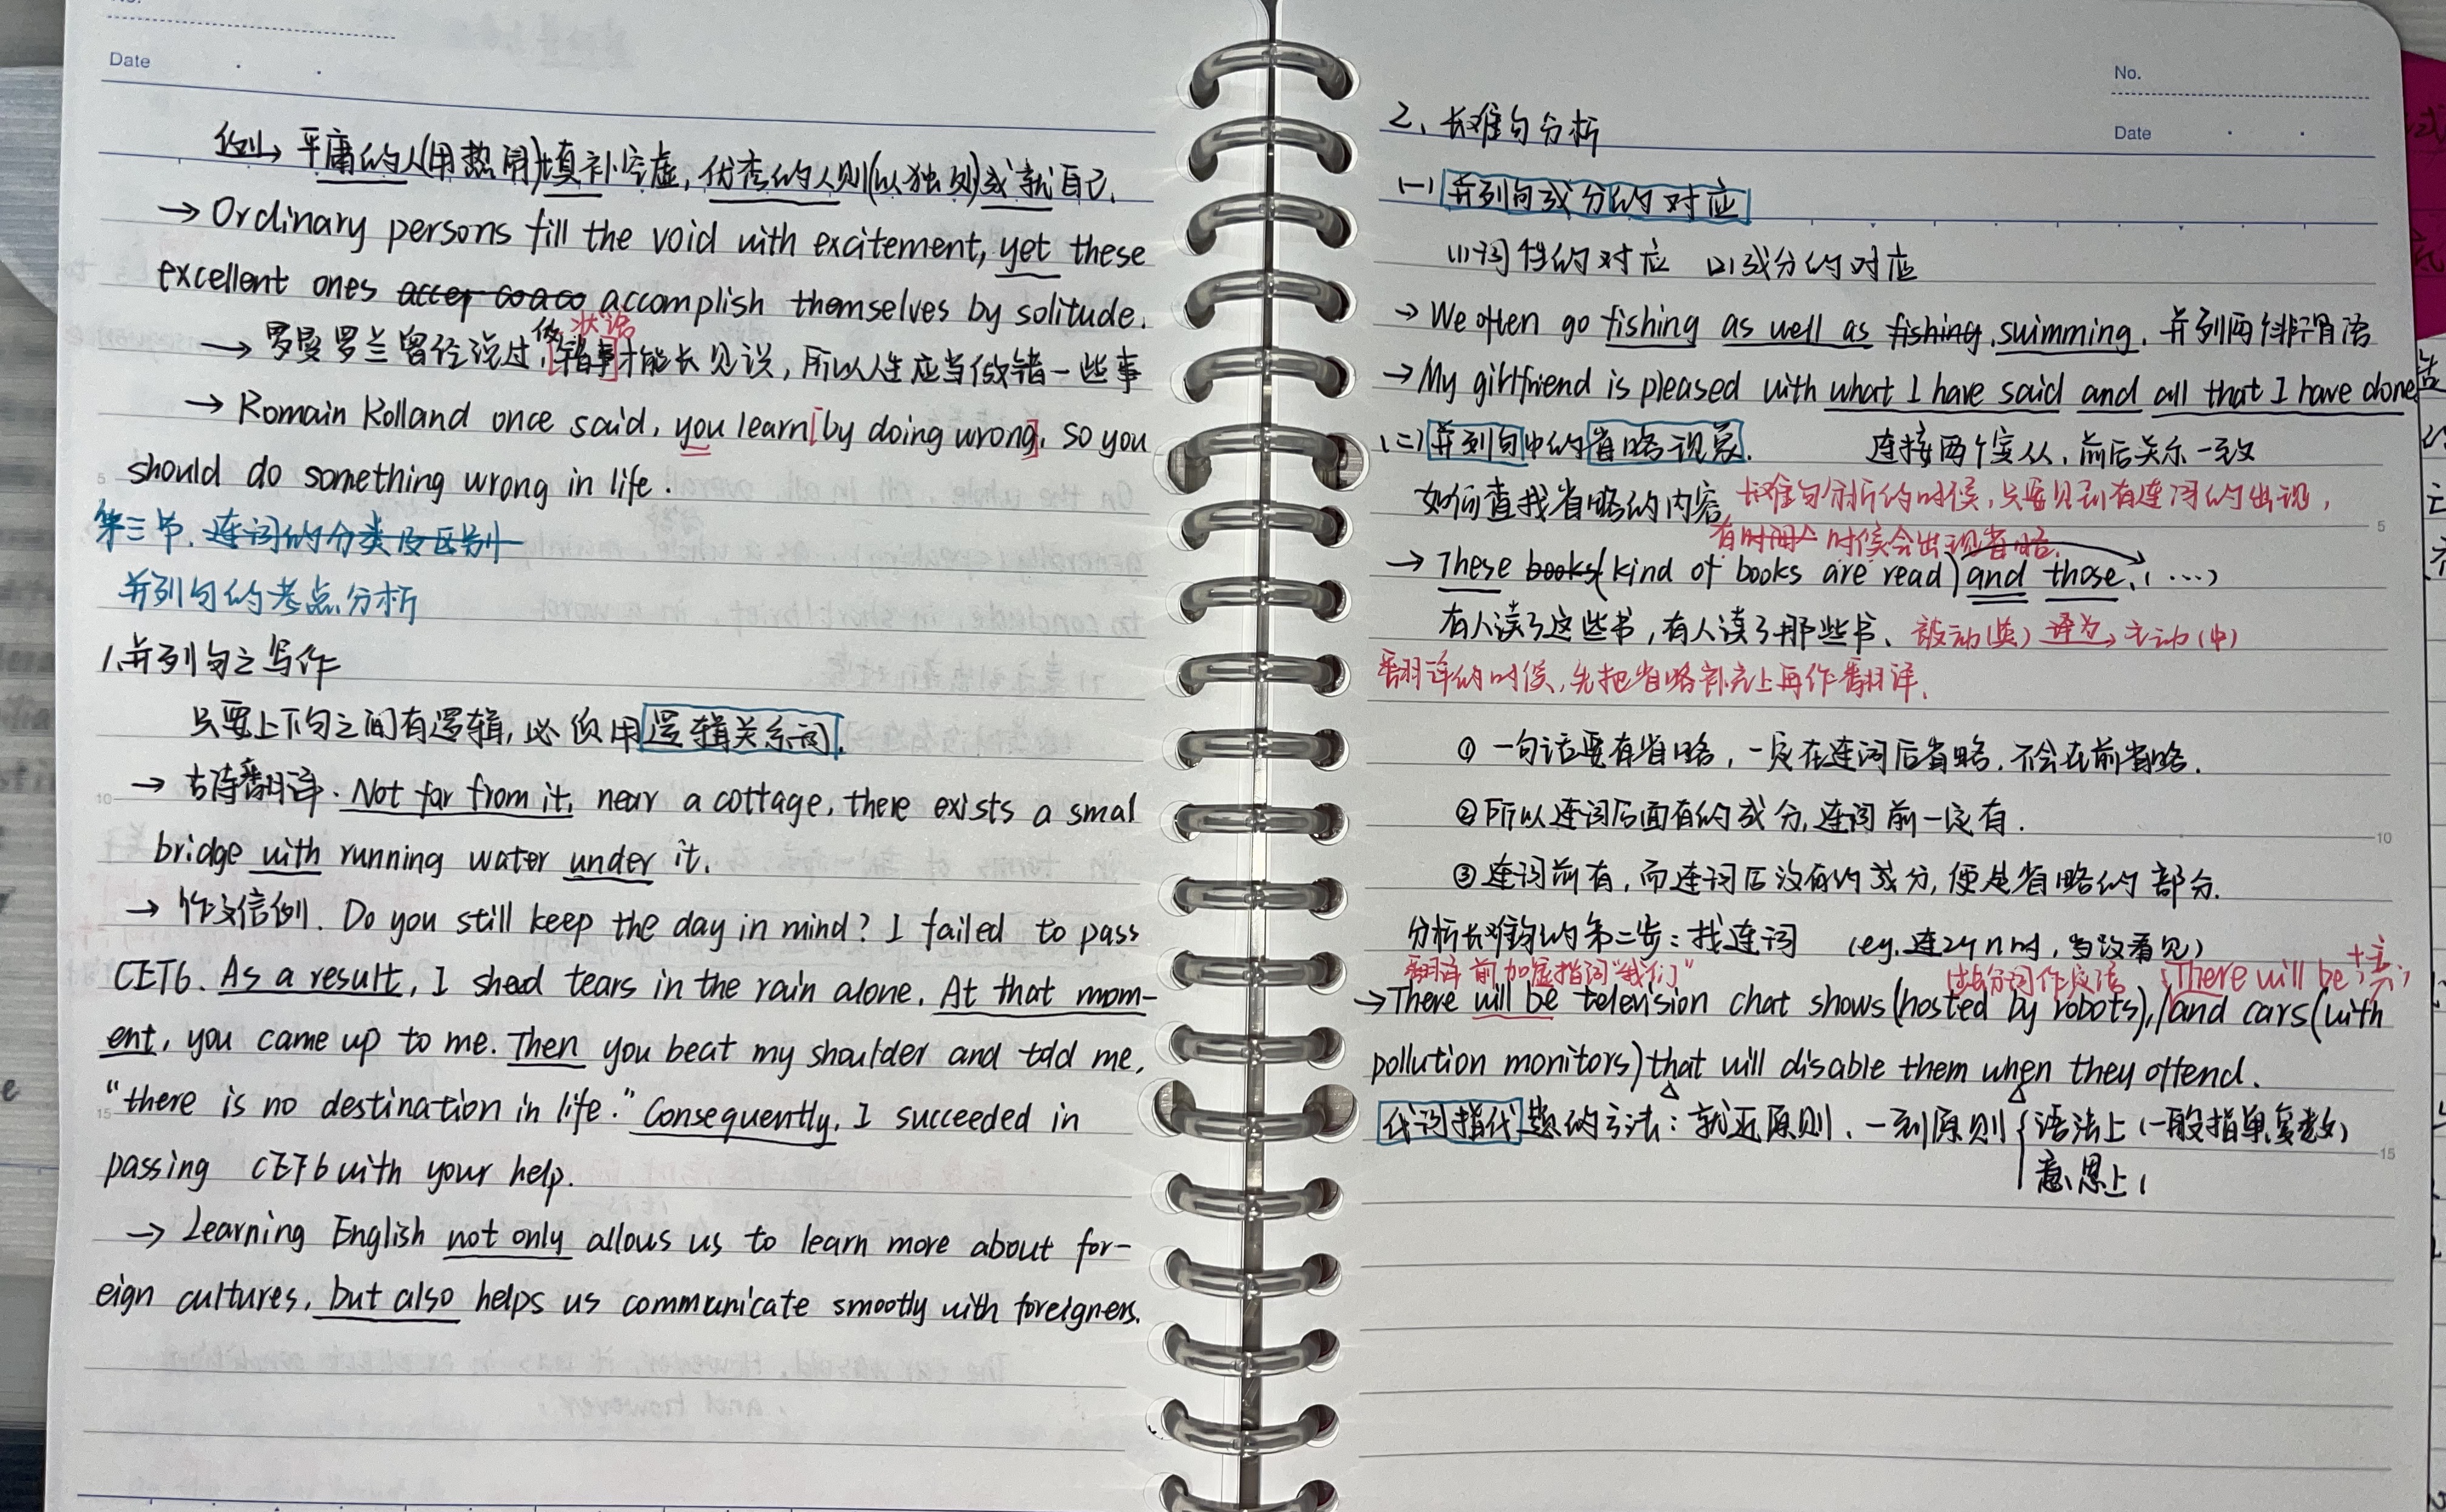 Date
例→ 平庸的人(用热闹)填补空虚,优秀的人则(以独处)成就自己.
→ Ordinary persons fill the void with excitement, yet these
excellent ones accomplish themselves by solitude.
状语
→ 罗曼罗兰曾经说过,[做错事]才能长见识,所以人生应当做错一些事
→ Romain Rolland once said, you learn [by doing wrong], so you
should do something wrong in life.
第三节. 连词的分类及区别
并列句的考点分析
1.并列句之写作
只要上下句之间有逻辑,必须用逻辑关系词.
→ 古诗翻译. Not far from it, near a cottage, there exists a smal
bridge with running water under it.
→ 作文信例. Do you still keep the day in mind? I failed to pass
CET6. As a result, I shed tears in the rain alone. At that mom-
ent, you came up to me. Then you beat my shoulder and told me,
"there is no destination in life." Consequently, I succeeded in
passing CET6 with your help.
→ Learning English not only allows us to learn more about for-
eign cultures, but also helps us communicate smootly with foreigners.
No.
Date
2、长难句分析
(一)并列句成分的对应
(1)词性的对应 (2)成分的对应
→ We often go fishing as well as fishing, swimming. 并列两个非谓语
→ My girlfriend is pleased with what I have said and all that I have done
(二)并列句中的省略现象. 连接两个宾从,前后关系一致
如何查找省略的内容 长难句分析的时候,只要见到有连词的出现,
有时候会出现省略.
→ These books (kind of books are read) and those. (...)
有人读了这些书,有人读了那些书、 被动(英) 译为→ 主动(中)
翻译的时候,先把省略补充上再作翻译.
① 一句话要有省略,一定在连词后省略.不会在前省略.
② 所以连词后面有的成分,连词前一定有.
③ 连词前有,而连词后没有的成分,便是省略的部分.
分析长难句的第二步:找连词 (eg.连2个n时,当没看见)
翻译前加虚指词"我们" 过去分词作定语 (There will be +主;)
→There will be television chat shows (hosted by robots), / and cars (with
pollution monitors) that will disable them when they offend.
代词指代题的方法:就近原则、一致原则{语法上(一般指单.复数)
意思上(
5
10
15
5
10
15